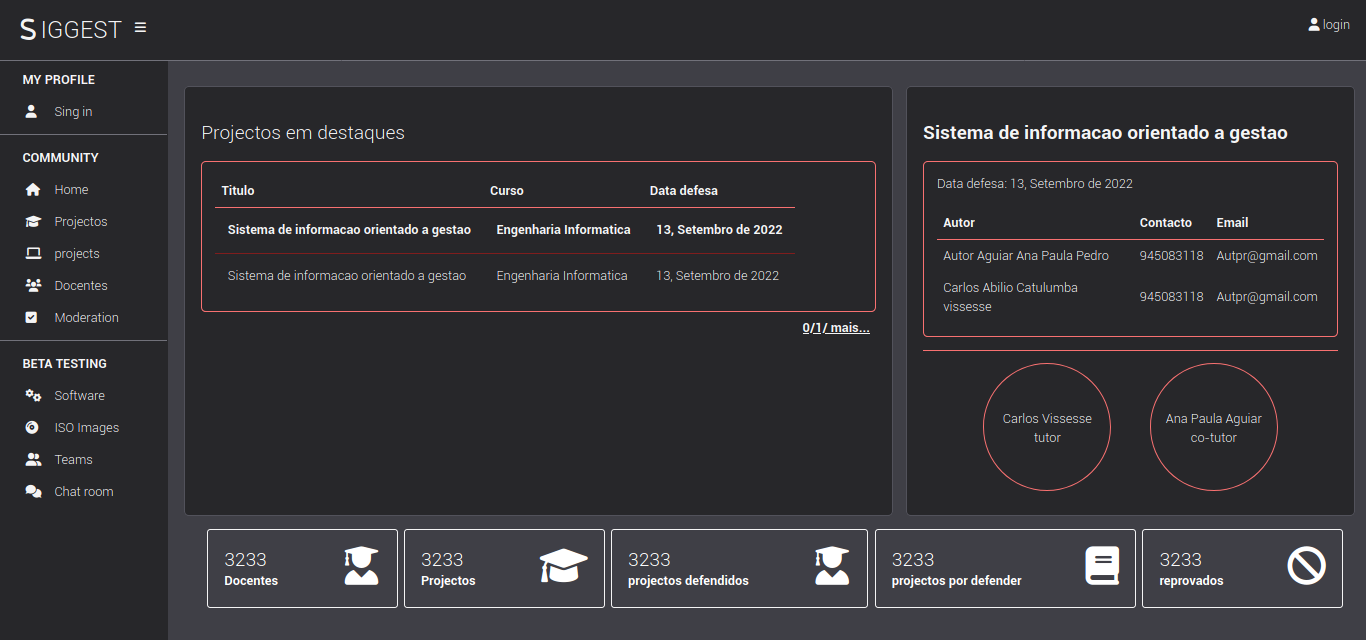 SIGGEST
login
MY PROFILE
Sing in
COMMUNITY
Home
Projectos
projects
Docentes
Moderation
BETA TESTING
Software
ISO Images
Teams
Chat room
Projectos em destaques
Titulo Curso Data defesa
Sistema de informacao orientado a gestao Engenharia Informatica 13, Setembro de 2022
Sistema de informacao orientado a gestao Engenharia Informatica 13, Setembro de 2022
0/1/ mais...
Sistema de informacao orientado a gestao
Data defesa: 13, Setembro de 2022
Autor Contacto Email
Autor Aguiar Ana Paula Pedro 945083118 Autpr@gmail.com
Carlos Abilio Catulumba
vissesse 945083118 Autpr@gmail.com
Carlos Vissesse
tutor
Ana Paula Aguiar
co-tutor
3233
Docentes
3233
Projectos
3233
projectos defendidos
3233
projectos por defender
3233
reprovados